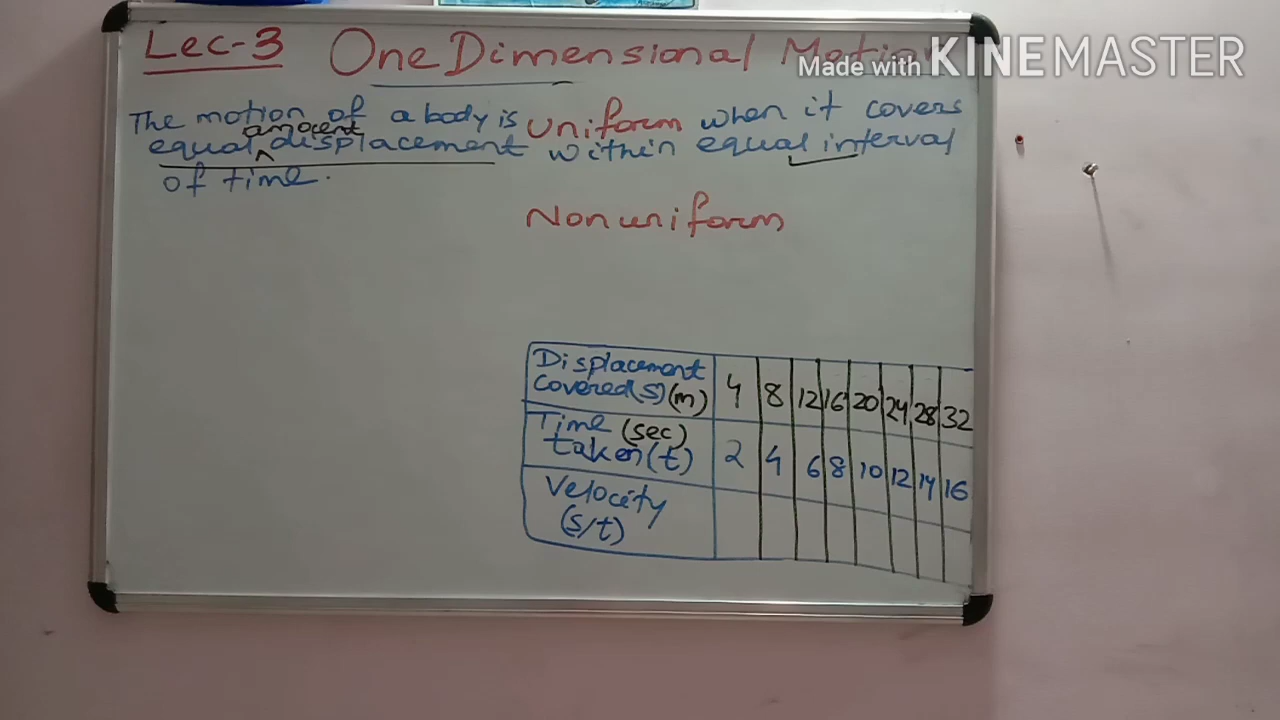 Lec-3 One Dimensional Motion
Made with KINEMASTER
The motion of a body is uniform when it covers
amount
equal displacement within equal interval
of time.
Nonuniform
Displacement
covered(s)(m) 4 8 12 16 20 24 28 32
Time (sec)
taken(t) 2 4 6 8 10 12 14 16
Velocity
(s/t)